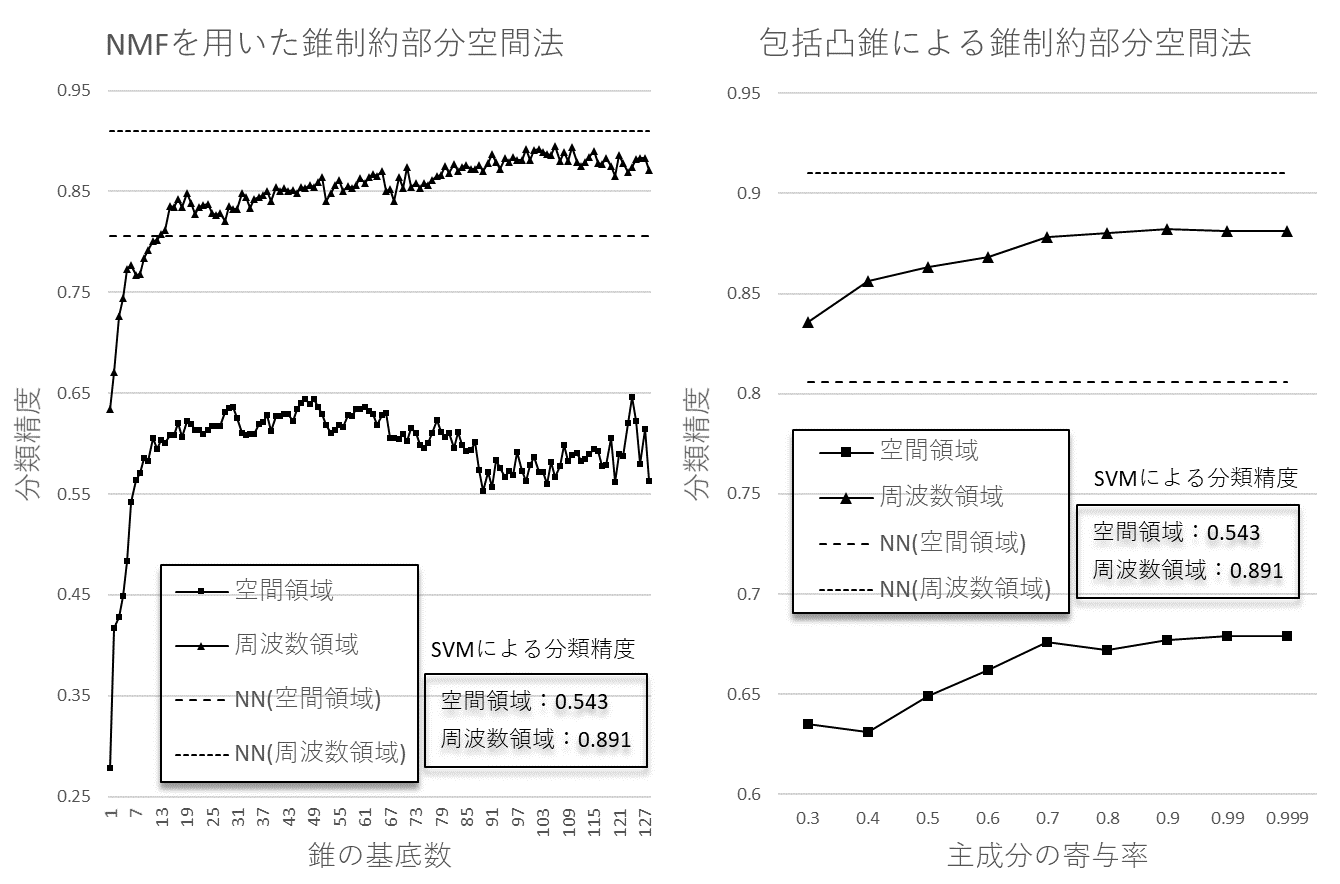 NMFを用いた錐制約部分空間法
0.95
0.85
0.75
0.65
0.55
0.45
0.35
0.25
分類精度
空間領域
周波数領域
NN(空間領域)
NN(周波数領域)
SVMによる分類精度
空間領域：0.543
周波数領域：0.891
1 7 13 19 25 31 37 43 49 55 61 67 73 79 85 91 97 103 109 115 121 127
錐の基底数
包括凸錐による錐制約部分空間法
0.95
0.9
0.85
0.8
0.75
0.7
0.65
0.6
分類精度
空間領域
周波数領域
NN(空間領域)
NN(周波数領域)
SVMによる分類精度
空間領域：0.543
周波数領域：0.891
0.3 0.4 0.5 0.6 0.7 0.8 0.9 0.99 0.999
主成分の寄与率